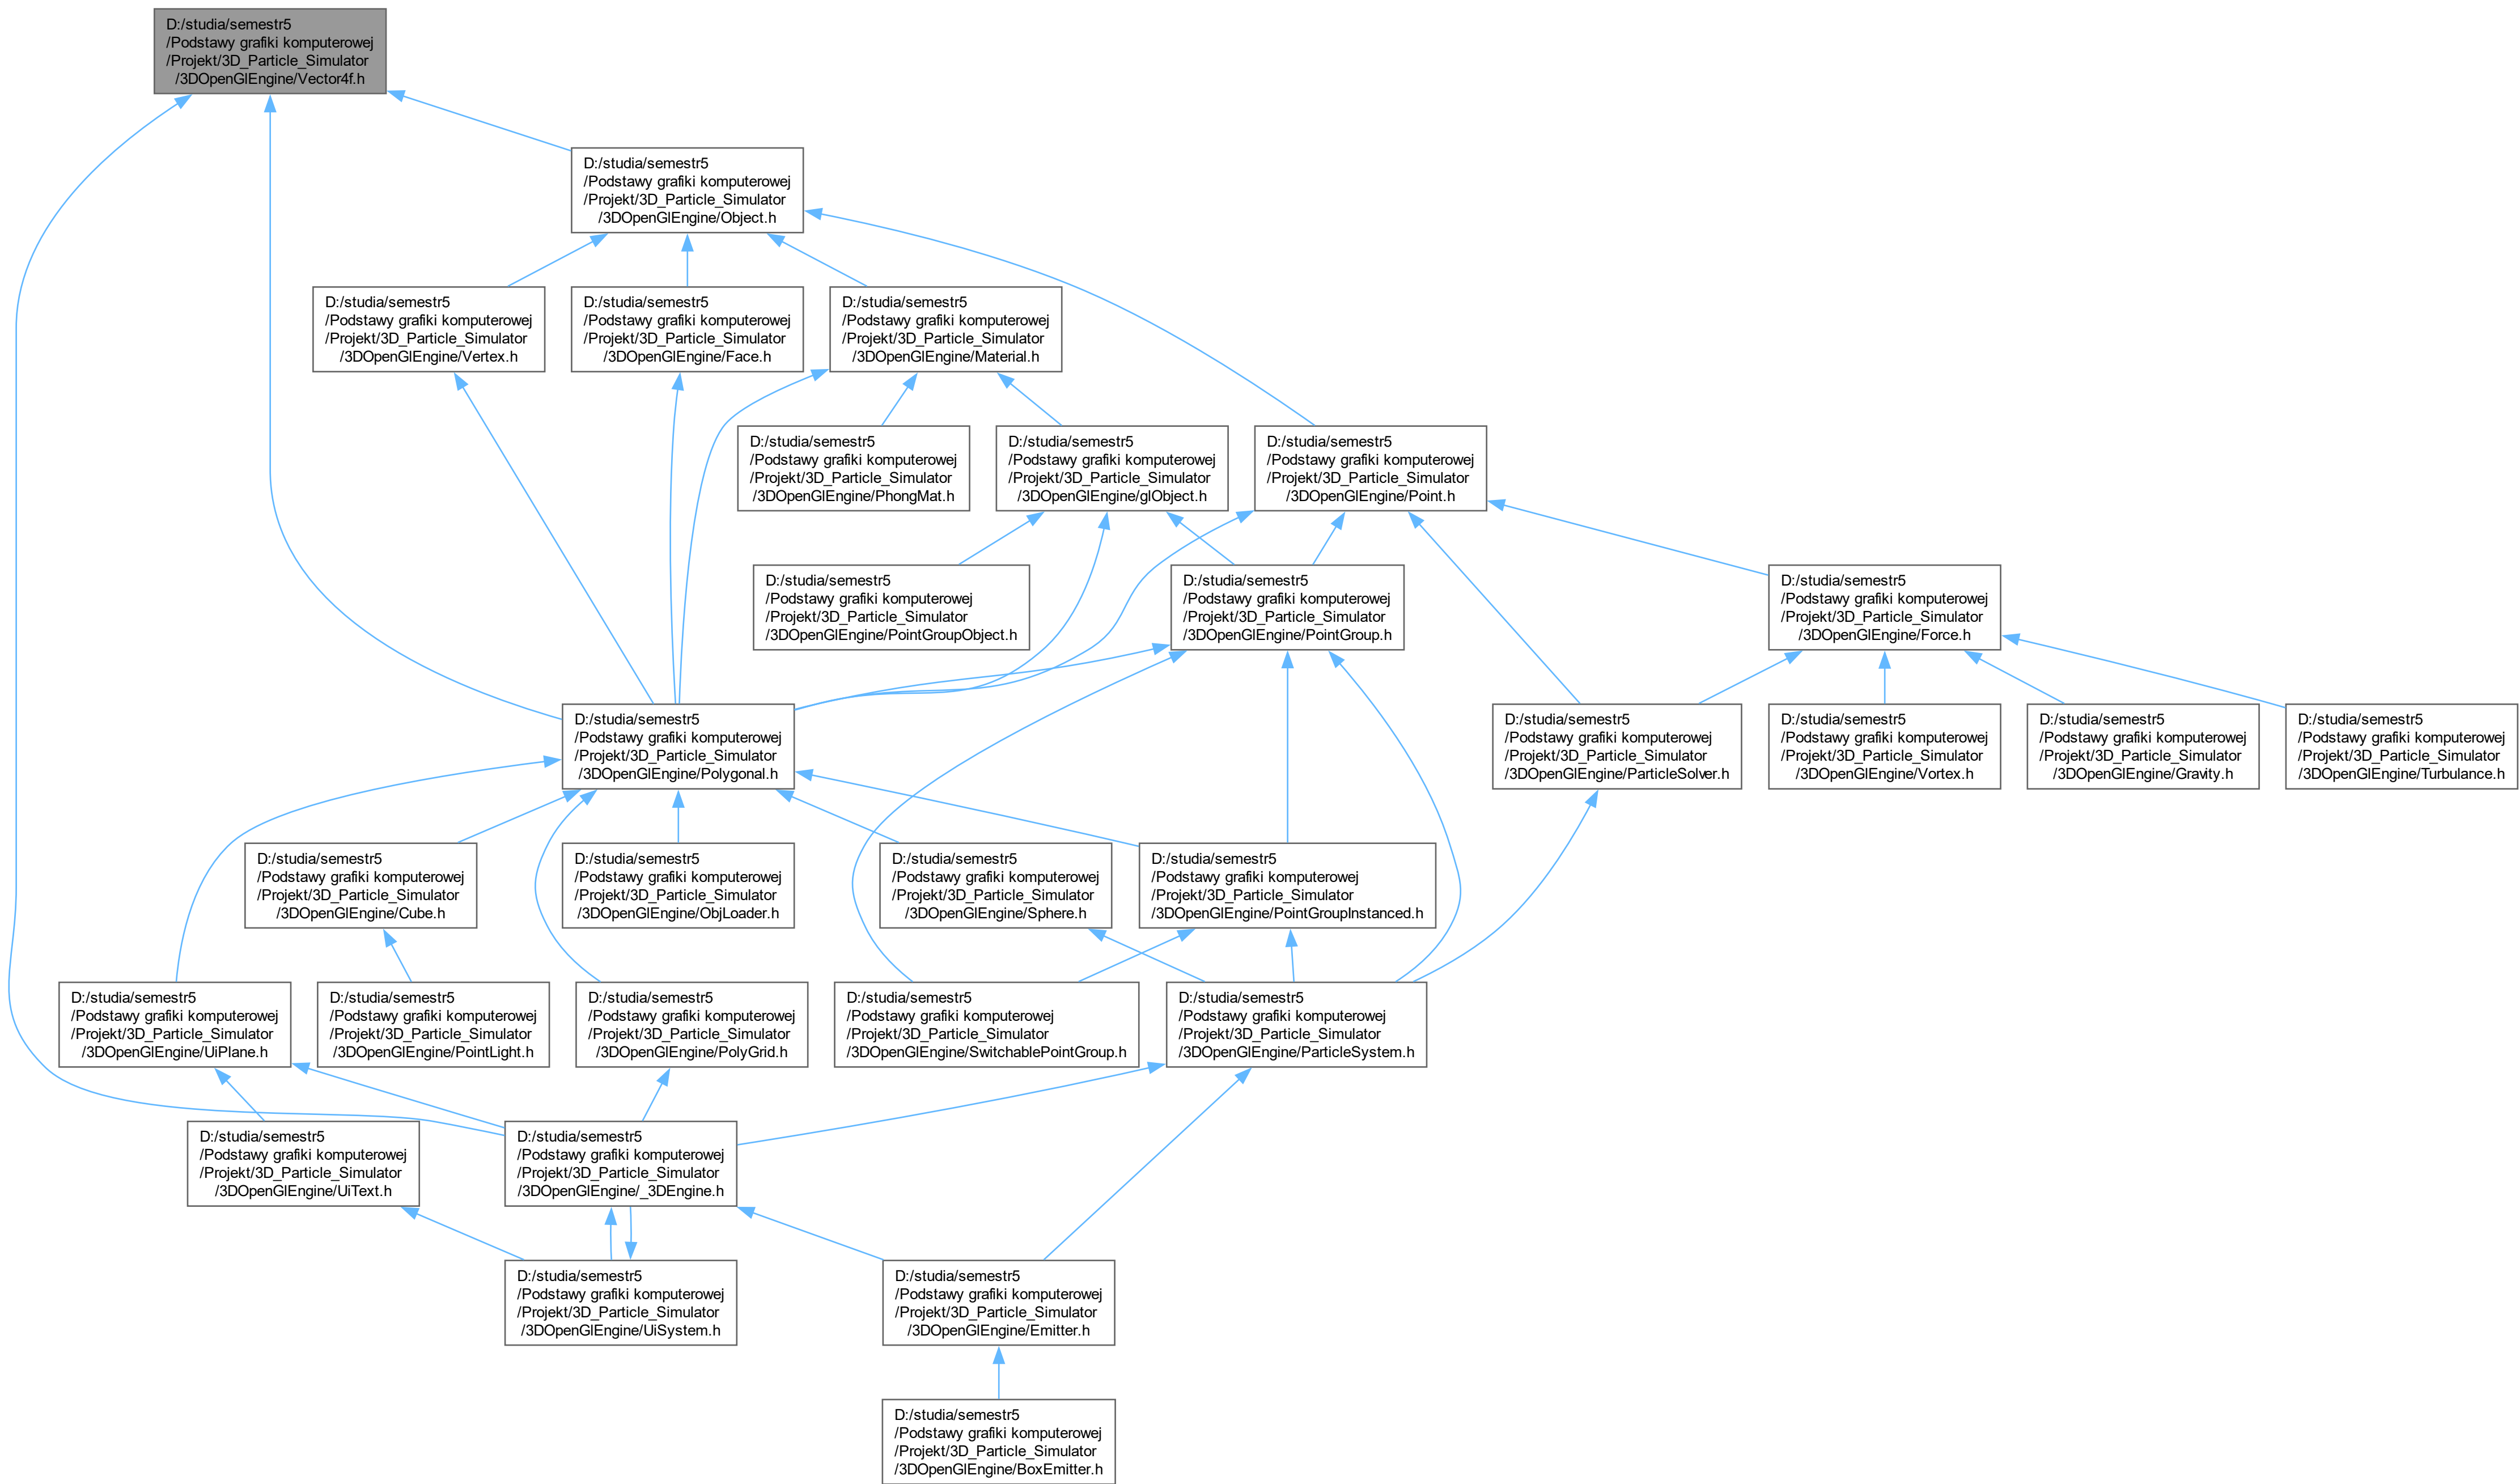 D:/studia/semestr5
/Podstawy grafiki komputerowej
/Projekt/3D_Particle_Simulator
/3DOpenGlEngine/Vector4f.h
D:/studia/semestr5
/Podstawy grafiki komputerowej
/Projekt/3D_Particle_Simulator
/3DOpenGlEngine/Object.h
D:/studia/semestr5
/Podstawy grafiki komputerowej
/Projekt/3D_Particle_Simulator
/3DOpenGlEngine/Vertex.h
D:/studia/semestr5
/Podstawy grafiki komputerowej
/Projekt/3D_Particle_Simulator
/3DOpenGlEngine/Face.h
D:/studia/semestr5
/Podstawy grafiki komputerowej
/Projekt/3D_Particle_Simulator
/3DOpenGlEngine/Material.h
D:/studia/semestr5
/Podstawy grafiki komputerowej
/Projekt/3D_Particle_Simulator
/3DOpenGlEngine/PhongMat.h
D:/studia/semestr5
/Podstawy grafiki komputerowej
/Projekt/3D_Particle_Simulator
/3DOpenGlEngine/glObject.h
D:/studia/semestr5
/Podstawy grafiki komputerowej
/Projekt/3D_Particle_Simulator
/3DOpenGlEngine/Point.h
D:/studia/semestr5
/Podstawy grafiki komputerowej
/Projekt/3D_Particle_Simulator
/3DOpenGlEngine/PointGroupObject.h
D:/studia/semestr5
/Podstawy grafiki komputerowej
/Projekt/3D_Particle_Simulator
/3DOpenGlEngine/PointGroup.h
D:/studia/semestr5
/Podstawy grafiki komputerowej
/Projekt/3D_Particle_Simulator
/3DOpenGlEngine/Force.h
D:/studia/semestr5
/Podstawy grafiki komputerowej
/Projekt/3D_Particle_Simulator
/3DOpenGlEngine/Polygonal.h
D:/studia/semestr5
/Podstawy grafiki komputerowej
/Projekt/3D_Particle_Simulator
/3DOpenGlEngine/ParticleSolver.h
D:/studia/semestr5
/Podstawy grafiki komputerowej
/Projekt/3D_Particle_Simulator
/3DOpenGlEngine/Vortex.h
D:/studia/semestr5
/Podstawy grafiki komputerowej
/Projekt/3D_Particle_Simulator
/3DOpenGlEngine/Gravity.h
D:/studia/semestr5
/Podstawy grafiki komputerowej
/Projekt/3D_Particle_Simulator
/3DOpenGlEngine/Turbulance.h
D:/studia/semestr5
/Podstawy grafiki komputerowej
/Projekt/3D_Particle_Simulator
/3DOpenGlEngine/Cube.h
D:/studia/semestr5
/Podstawy grafiki komputerowej
/Projekt/3D_Particle_Simulator
/3DOpenGlEngine/ObjLoader.h
D:/studia/semestr5
/Podstawy grafiki komputerowej
/Projekt/3D_Particle_Simulator
/3DOpenGlEngine/Sphere.h
D:/studia/semestr5
/Podstawy grafiki komputerowej
/Projekt/3D_Particle_Simulator
/3DOpenGlEngine/PointGroupInstanced.h
D:/studia/semestr5
/Podstawy grafiki komputerowej
/Projekt/3D_Particle_Simulator
/3DOpenGlEngine/UiPlane.h
D:/studia/semestr5
/Podstawy grafiki komputerowej
/Projekt/3D_Particle_Simulator
/3DOpenGlEngine/PointLight.h
D:/studia/semestr5
/Podstawy grafiki komputerowej
/Projekt/3D_Particle_Simulator
/3DOpenGlEngine/PolyGrid.h
D:/studia/semestr5
/Podstawy grafiki komputerowej
/Projekt/3D_Particle_Simulator
/3DOpenGlEngine/SwitchablePointGroup.h
D:/studia/semestr5
/Podstawy grafiki komputerowej
/Projekt/3D_Particle_Simulator
/3DOpenGlEngine/ParticleSystem.h
D:/studia/semestr5
/Podstawy grafiki komputerowej
/Projekt/3D_Particle_Simulator
/3DOpenGlEngine/UiText.h
D:/studia/semestr5
/Podstawy grafiki komputerowej
/Projekt/3D_Particle_Simulator
/3DOpenGlEngine/_3DEngine.h
D:/studia/semestr5
/Podstawy grafiki komputerowej
/Projekt/3D_Particle_Simulator
/3DOpenGlEngine/UiSystem.h
D:/studia/semestr5
/Podstawy grafiki komputerowej
/Projekt/3D_Particle_Simulator
/3DOpenGlEngine/Emitter.h
D:/studia/semestr5
/Podstawy grafiki komputerowej
/Projekt/3D_Particle_Simulator
/3DOpenGlEngine/BoxEmitter.h